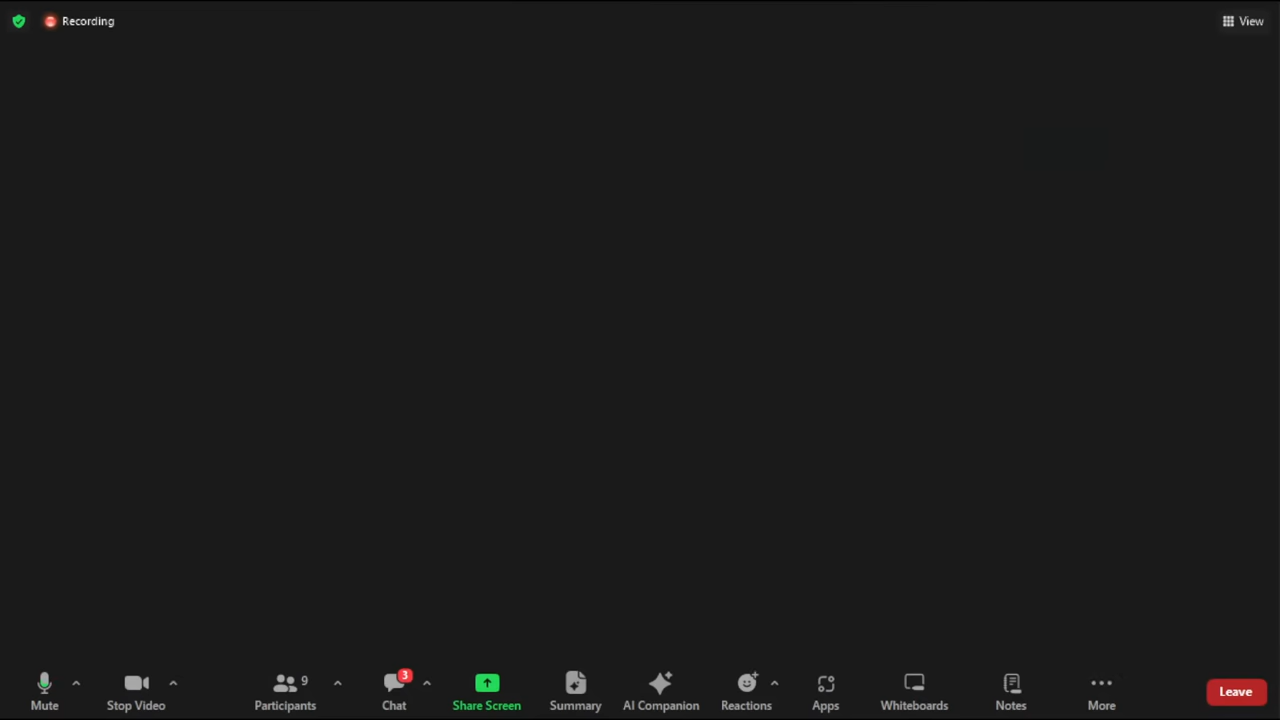 Recording
View
9
3
Mute
Stop Video
Participants
Chat
Share Screen
Summary
AI Companion
Reactions
Apps
Whiteboards
Notes
More
Leave